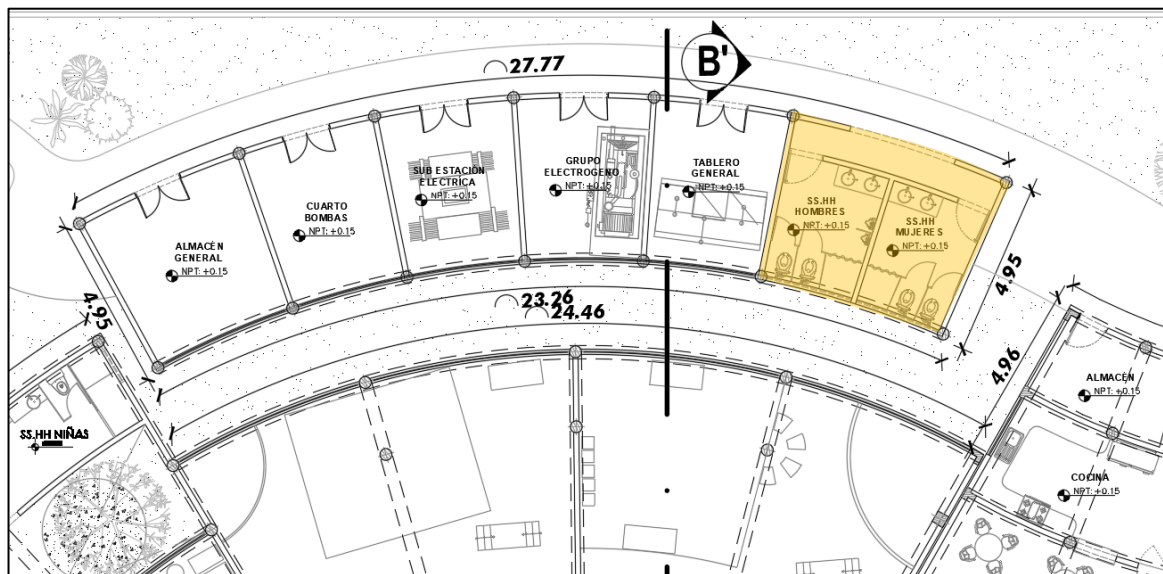 B'
27.77
GRUPO
ELECTROGENO
NPT: +0.15
TABLERO
GENERAL
NPT: +0.15
SUB ESTACIÓN
ELECTRICA
NPT: +0.15
CUARTO
BOMBAS
NPT: +0.15
SS.HH
HOMBRES
NPT: +0.15
SS.HH
MUJERES
NPT: +0.15
ALMACÉN
GENERAL
NPT: +0.15
4.95
4.95
23.26
24.46
4.96
ALMACÉN
NPT: +0.15
SS.HH NIÑAS
COCINA
NPT: +0.15